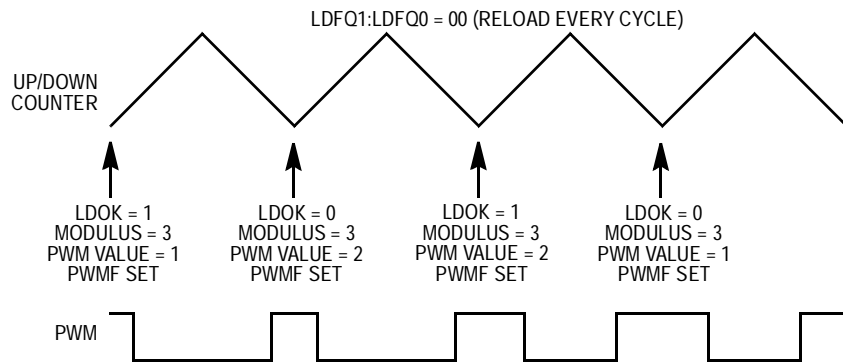 LDFQ1:LDFQ0 = 00 (RELOAD EVERY CYCLE)
UP/DOWN
COUNTER
LDOK = 1
MODULUS = 3
PWM VALUE = 1
PWMF SET
LDOK = 0
MODULUS = 3
PWM VALUE = 2
PWMF SET
LDOK = 1
MODULUS = 3
PWM VALUE = 2
PWMF SET
LDOK = 0
MODULUS = 3
PWM VALUE = 1
PWMF SET
PWM